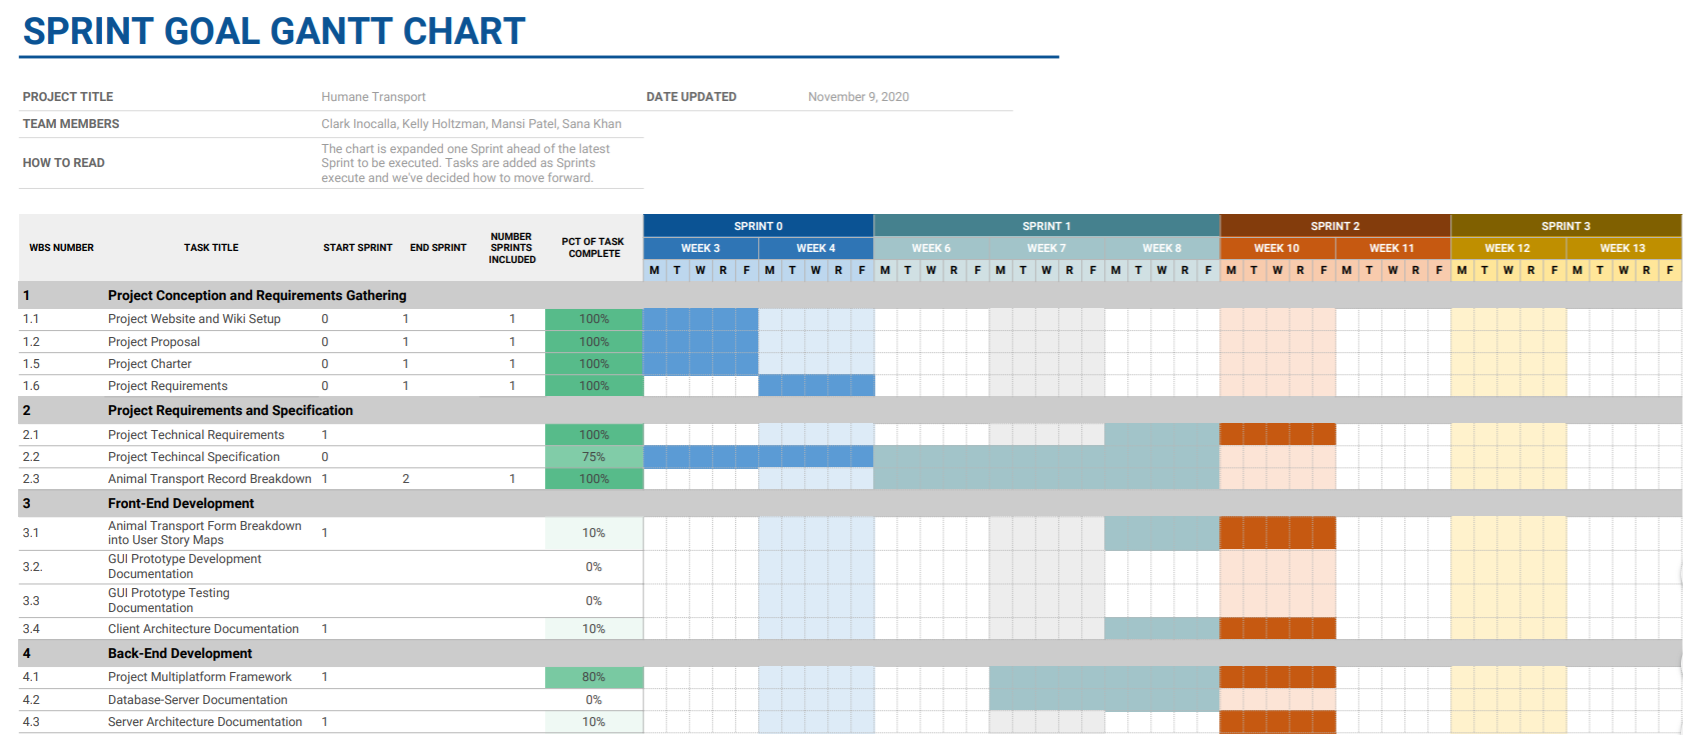 SPRINT GOAL GANTT CHART
PROJECT TITLE Humane Transport DATE UPDATED November 9, 2020
TEAM MEMBERS Clark Inocalla, Kelly Holtzman, Mansi Patel, Sana Khan
HOW TO READ
The chart is expanded one Sprint ahead of the latest
Sprint to be executed. Tasks are added as Sprints
execute and we've decided how to move forward.
SPRINT 0 SPRINT 1 SPRINT 2 SPRINT 3
WBS NUMBER TASK TITLE START SPRINT END SPRINT
NUMBER
SPRINTS
INCLUDED
PCT OF TASK
COMPLETE
WEEK 3 WEEK 4 WEEK 6 WEEK 7 WEEK 8 WEEK 10 WEEK 11 WEEK 12 WEEK 13
M T W R F M T W R F M T W R F M T W R F M T W R F M T W R F M T W R F M T W R F M T W R F
1 Project Conception and Requirements Gathering
1.1 Project Website and Wiki Setup 0 1 1 100%
1.2 Project Proposal 0 1 1 100%
1.5 Project Charter 0 1 1 100%
1.6 Project Requirements 0 1 1 100%
2 Project Requirements and Specification
2.1 Project Technical Requirements 1 100%
2.2 Project Techincal Specification 0 75%
2.3 Animal Transport Record Breakdown 1 2 1 100%
3 Front-End Development
3.1 Animal Transport Form Breakdown
into User Story Maps 1 10%
3.2. GUI Prototype Development
Documentation 0%
3.3 GUI Prototype Testing
Documentation 0%
3.4 Client Architecture Documentation 1 10%
4 Back-End Development
4.1 Project Multiplatform Framework 1 80%
4.2 Database-Server Documentation 0%
4.3 Server Architecture Documentation 1 10%